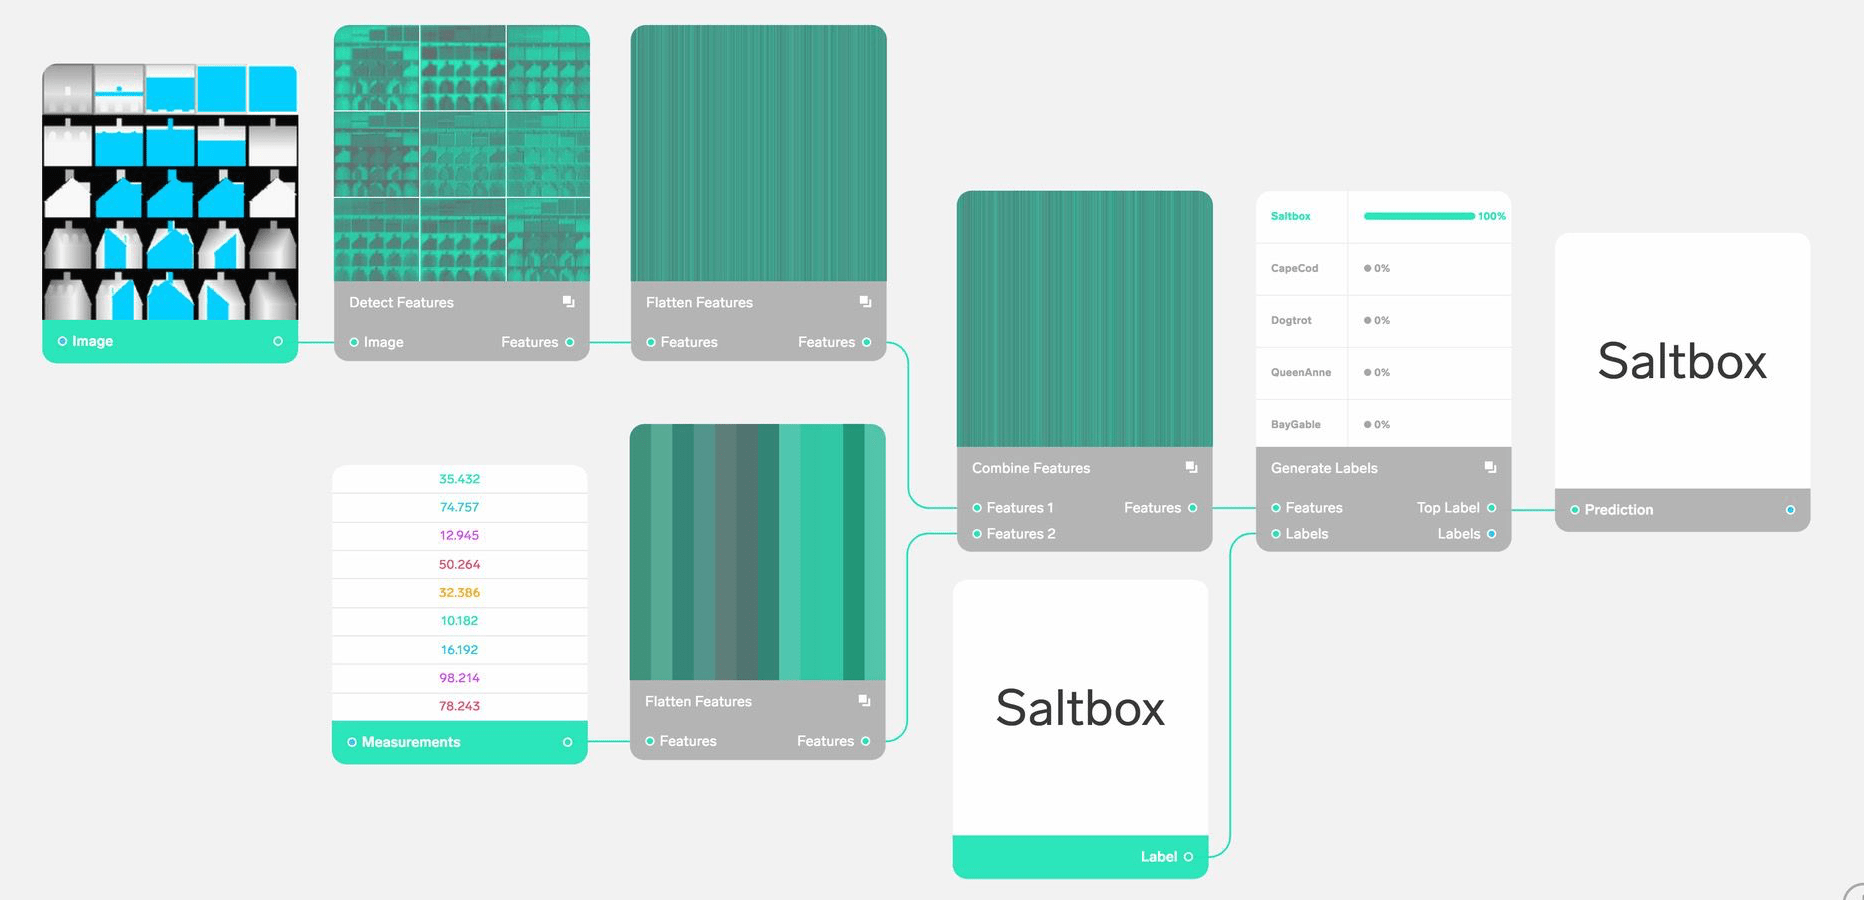 Image
Detect Features
Image Features
Flatten Features
Features Features
35.432
74.757
12.945
50.264
32.386
10.182
16.192
98.214
78.243
Measurements
Flatten Features
Features Features
Combine Features
Features 1 Features
Features 2
Saltbox
Label
Saltbox 100%
CapeCod 0%
Dogtrot 0%
QueenAnne 0%
BayGable 0%
Generate Labels
Features Top Label
Labels Labels
Saltbox
Prediction